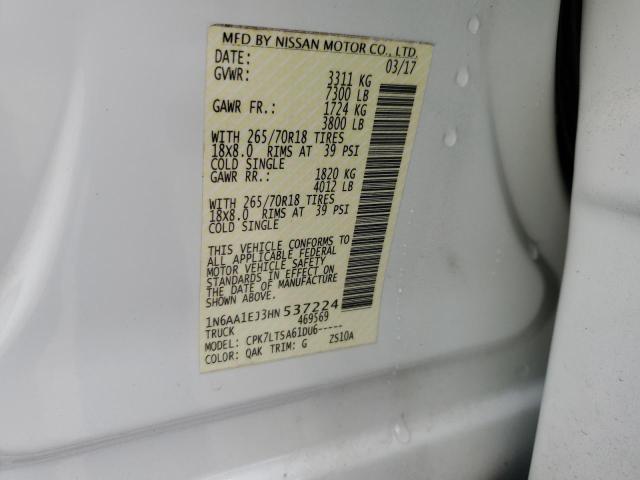 MFD BY NISSAN MOTOR CO., LTD.
DATE: 03/17
GVWR: 3311 KG
7300 LB
GAWR FR.: 1724 KG
3800 LB
WITH 265/70R18 TIRES
18X8.0 RIMS AT 39 PSI
COLD SINGLE
GAWR RR.: 1820 KG
4012 LB
WITH 265/70R18 TIRES
18X8.0 RIMS AT 39 PSI
COLD SINGLE
THIS VEHICLE CONFORMS TO
ALL APPLICABLE FEDERAL
MOTOR VEHICLE SAFETY
STANDARDS IN EFFECT ON
THE DATE OF MANUFACTURE
SHOWN ABOVE.
1N6AA1EJ3HN537224
TRUCK 469569
MODEL: CPK7LT5A61DU6-----
COLOR: QAK TRIM: G ZS10A